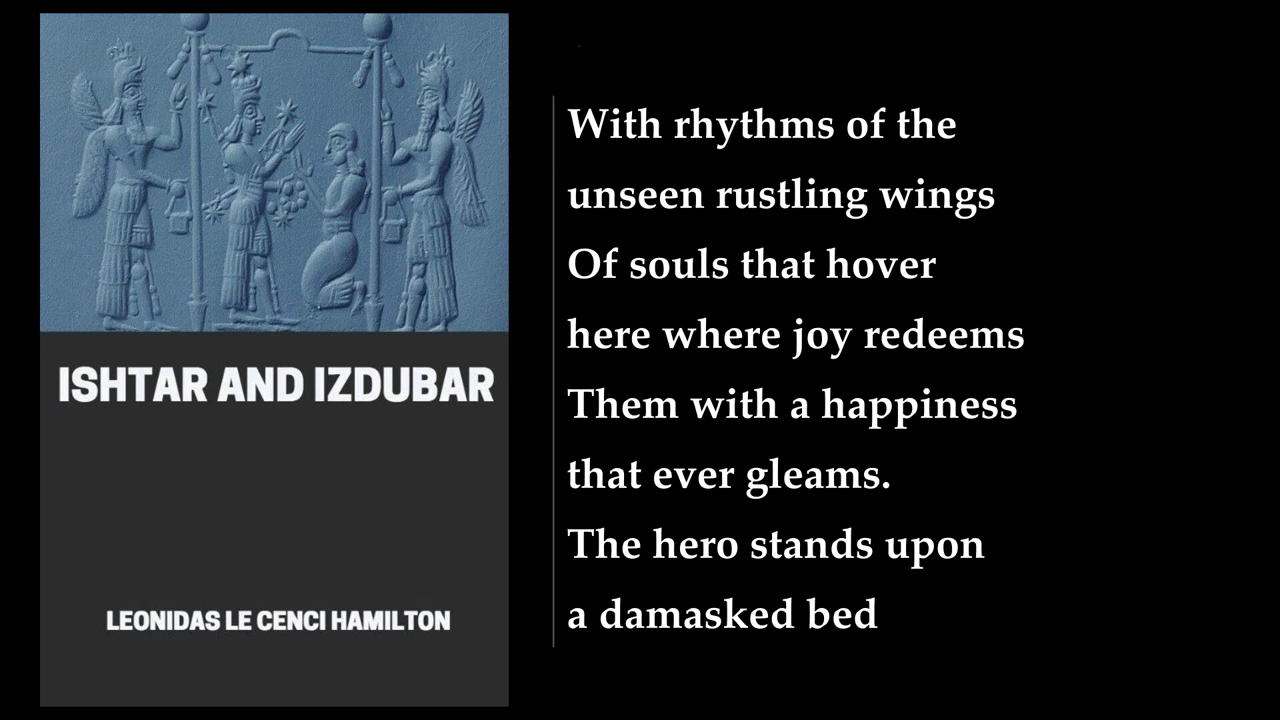 ISHTAR AND IZDUBAR
LEONIDAS LE CENCI HAMILTON
With rhythms of the
unseen rustling wings
Of souls that hover
here where joy redeems
Them with a happiness
that ever gleams.
The hero stands upon
a damasked bed